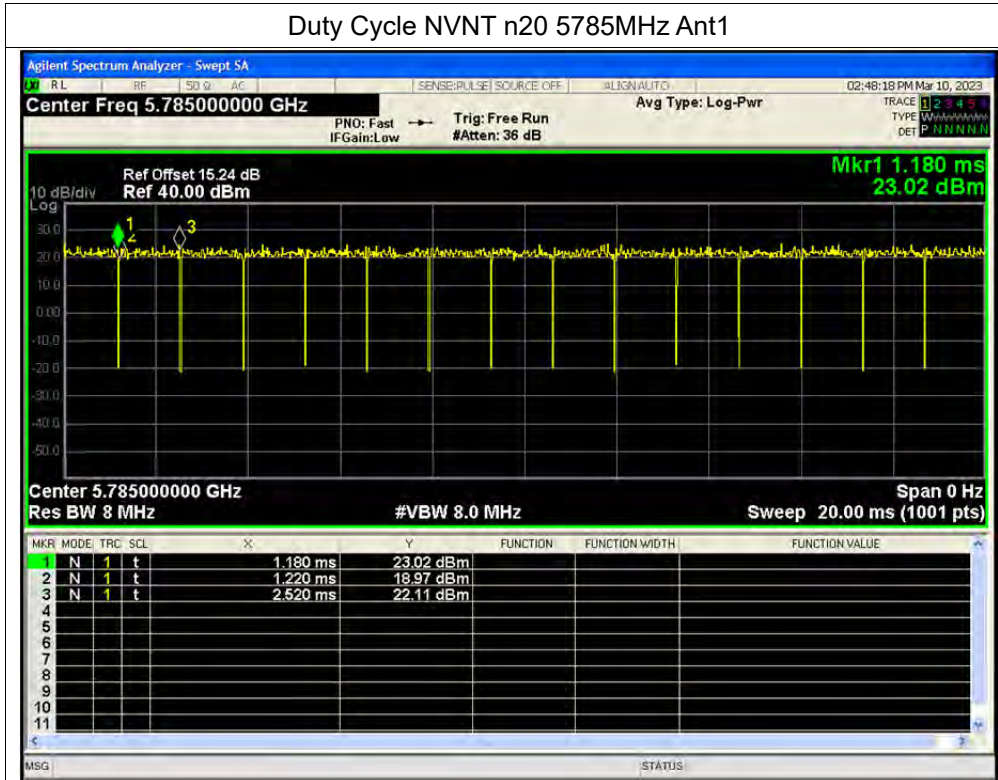 Duty Cycle NVNT n20 5785MHz Ant1
Agilent Spectrum Analyzer - Swept SA
RL RF 50 Ω AC SENSE:PULSE SOURCE OFF ALIGNAUTO 02:48:18 PM Mar 10, 2023
Center Freq 5.785000000 GHz Avg Type: Log-Pwr TRACE 1 2 3 4 5 6
PNO: Fast Trig: Free Run TYPE W
IFGain:Low #Atten: 36 dB DET P N N N N N
Mkr1 1.180 ms
Ref Offset 15.24 dB
10 dB/div Ref 40.00 dBm 23.02 dBm
Log
30.0
1
2
3
20.0
10.0
0.00
-10.0
-20.0
-30.0
-40.0
-50.0
Center 5.785000000 GHz Span 0 Hz
Res BW 8 MHz #VBW 8.0 MHz Sweep 20.00 ms (1001 pts)
MKR MODE TRC SCL X Y FUNCTION FUNCTION WIDTH FUNCTION VALUE
1 N 1 t 1.180 ms 23.02 dBm
2 N 1 t 1.220 ms 18.97 dBm
3 N 1 t 2.520 ms 22.11 dBm
4
5
6
7
8
9
10
11
MSG STATUS